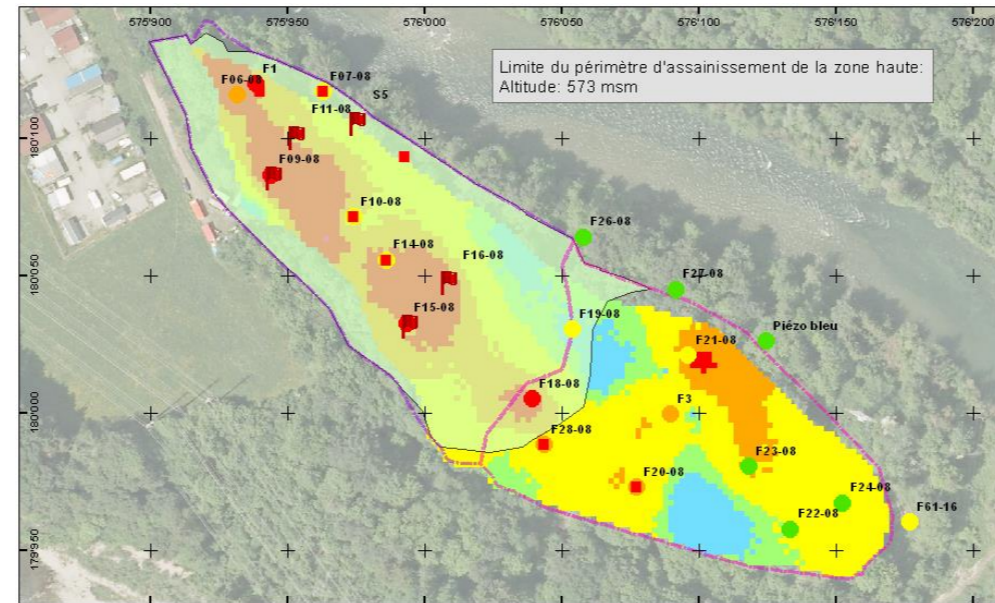 575'900 575'950 576'000 576'050 576'100 576'150 576'200
Limite du périmètre d'assainissement de la zone haute:
Altitude: 573 msm
F1
F07-08
F06-08
S5
F11-08
180'100
F09-08
F10-08
F26-08
F14-08
F16-08
180'050
F27-08
F15-08
F19-08
Piézo bleu
F21-08
F18-08
F3
180'000
F28-08
F23-08
F20-08
F24-08
F22-08
F61-16
179'950